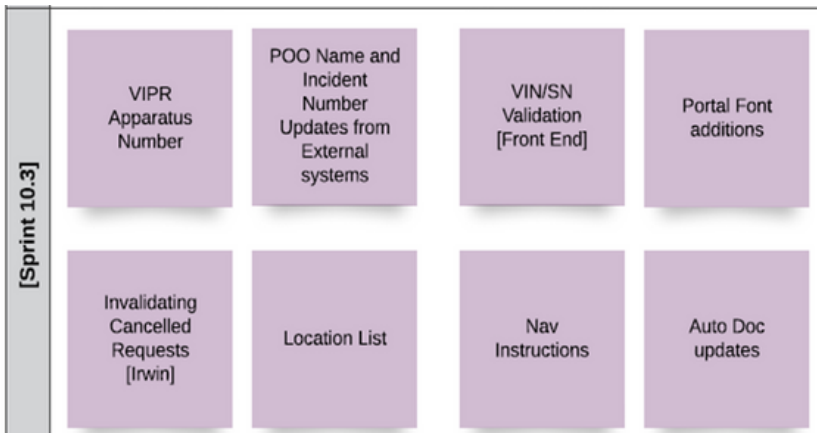 [Sprint 10.3]
VIPR
Apparatus
Number
POO Name and
Incident
Number
Updates from
External
systems
VIN/SN
Validation
[Front End]
Portal Font
additions
Invalidating
Cancelled
Requests
[Irwin]
Location List
Nav
Instructions
Auto Doc
updates